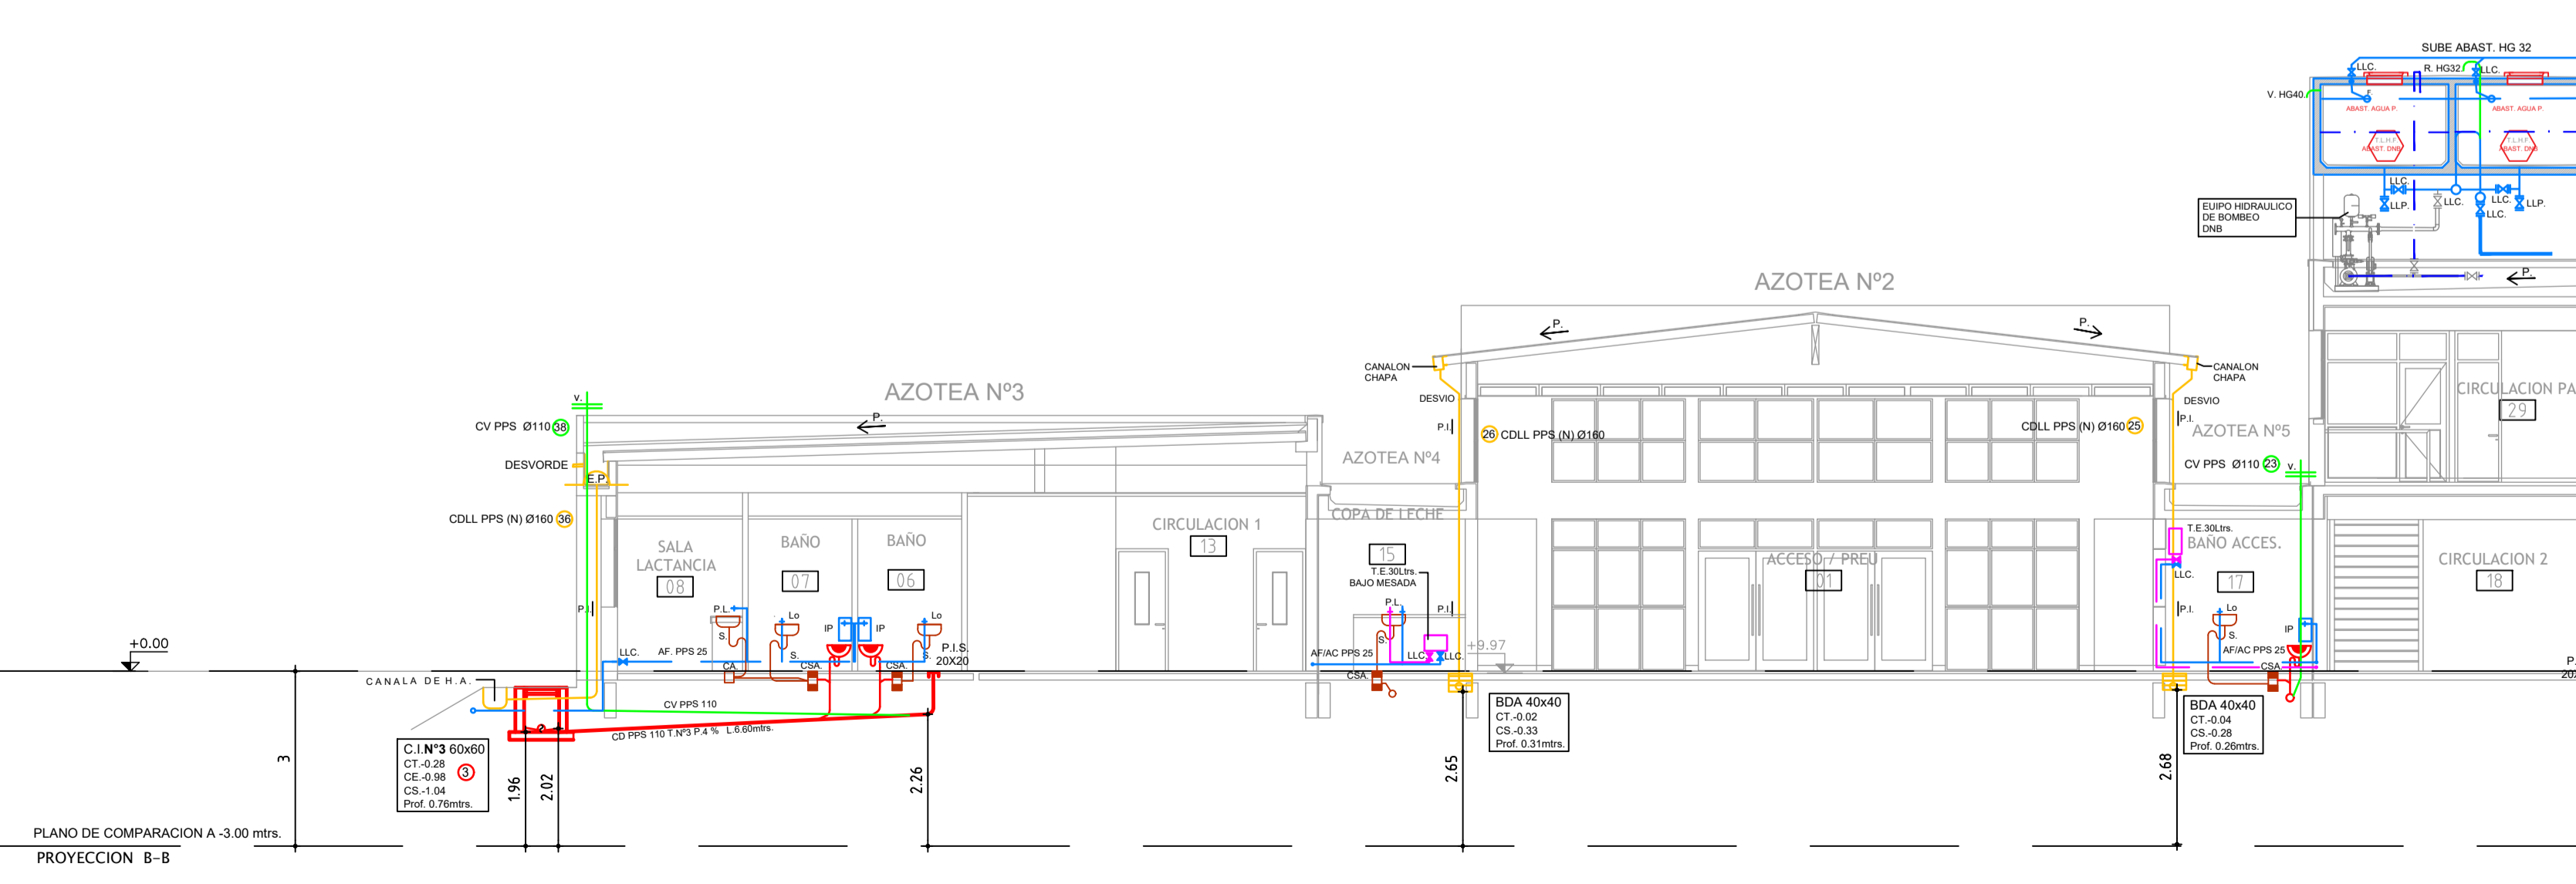 SUBE ABAST. HG 32
LLC.
R. HG32.
LLC.
V. HG40.
F.
ABAST. AGUA P.
ABAST. AGUA P.
T.L.H.F.
ABAST. DNB
T.L.H.F.
ABAST. DNB
LLC.
LLP.
LLC.
LLC.
LLC.
LLP.
EUIPO HIDRAULICO
DE BOMBEO
DNB
P.
AZOTEA Nº2
P.
P.
CANALON
CHAPA
CANALON
CHAPA
DESVIO
DESVIO
P.I.
P.I.
26 CDLL PPS (N) Ø160
CDLL PPS (N) Ø160 25
AZOTEA Nº3
v.
P.
CV PPS Ø110 38
DESVORDE
E.P.
CDLL PPS (N) Ø160 36
AZOTEA Nº4
AZOTEA Nº5
CV PPS Ø110 23
v.
CIRCULACION PA
29
COPA DE LECHE
15
T.E.30Ltrs.
BAJO MESADA
CIRCULACION 1
13
SALA
LACTANCIA
08
BAÑO
07
BAÑO
06
ACCESO / PREU
01
T.E.30Ltrs.
BAÑO ACCES.
17
LLC.
CIRCULACION 2
18
P.I.
P.L.
S.
Lo
S.
IP
IP
Lo
S.
P.I.S.
20X20
LLC.
AF. PPS 25
CA.
CSA.
CSA.
P.L.
P.I.
S.
LLC.
LLC.
AF/AC PPS 25
CSA.
+9.97
P.I.
Lo
S.
IP
AF/AC PPS 25
CSA.
+0.00
CANALA DE H.A.
CV PPS 110
CD PPS 110 T.Nº3 P.4 % L.6.60mtrs.
C.I.Nº3 60x60
CT.-0.28
CE.-0.98
CS.-1.04
Prof. 0.76mtrs.
3
BDA 40x40
CT.-0.02
CS.-0.33
Prof. 0.31mtrs.
BDA 40x40
CT.-0.04
CS.-0.28
Prof. 0.26mtrs.
3
1.96
2.02
2.26
2.65
2.68
PLANO DE COMPARACION A -3.00 mtrs.
PROYECCION B-B